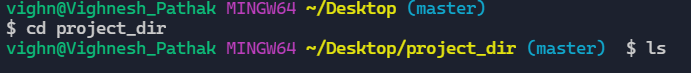 vighn@Vighnesh_Pathak MINGW64 ~/Desktop (master)
$ cd project_dir
vighn@Vighnesh_Pathak MINGW64 ~/Desktop/project_dir (master) $ ls